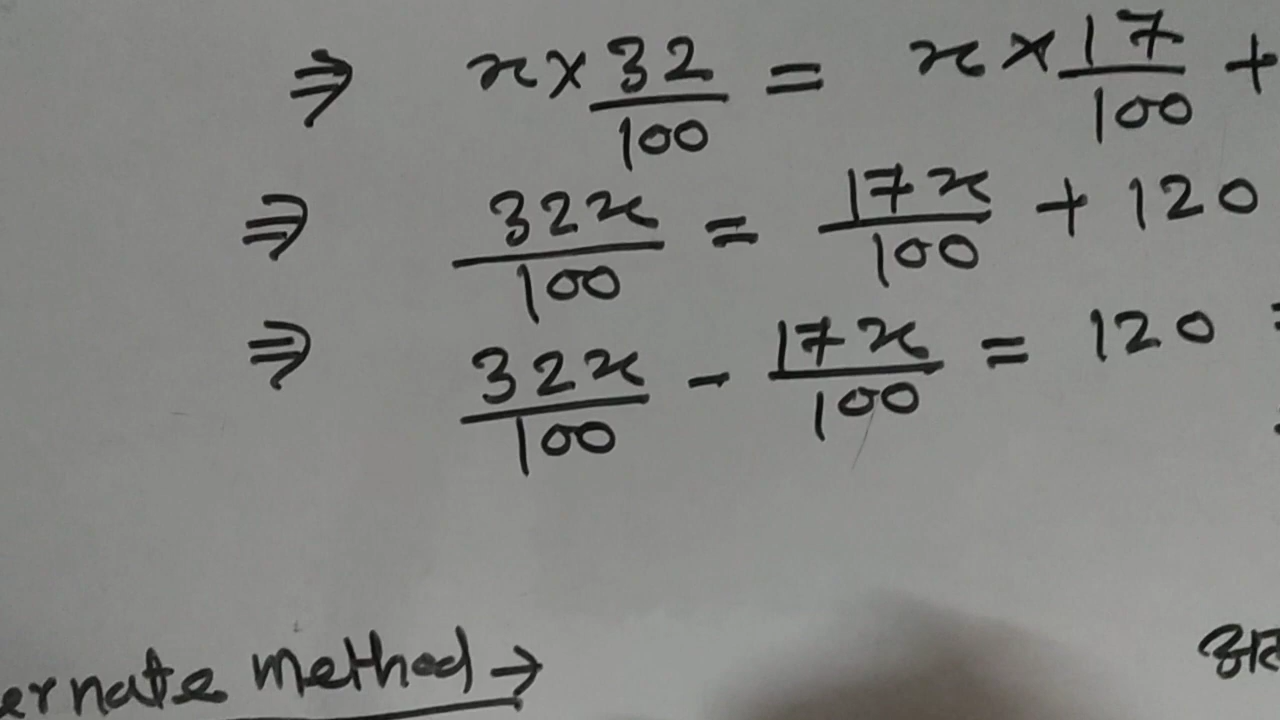 ⇒ x × 32/100 = x × 17/100 +
⇒ 32x/100 = 17x/100 + 120
⇒ 32x/100 - 17x/100 = 120
ernate method →